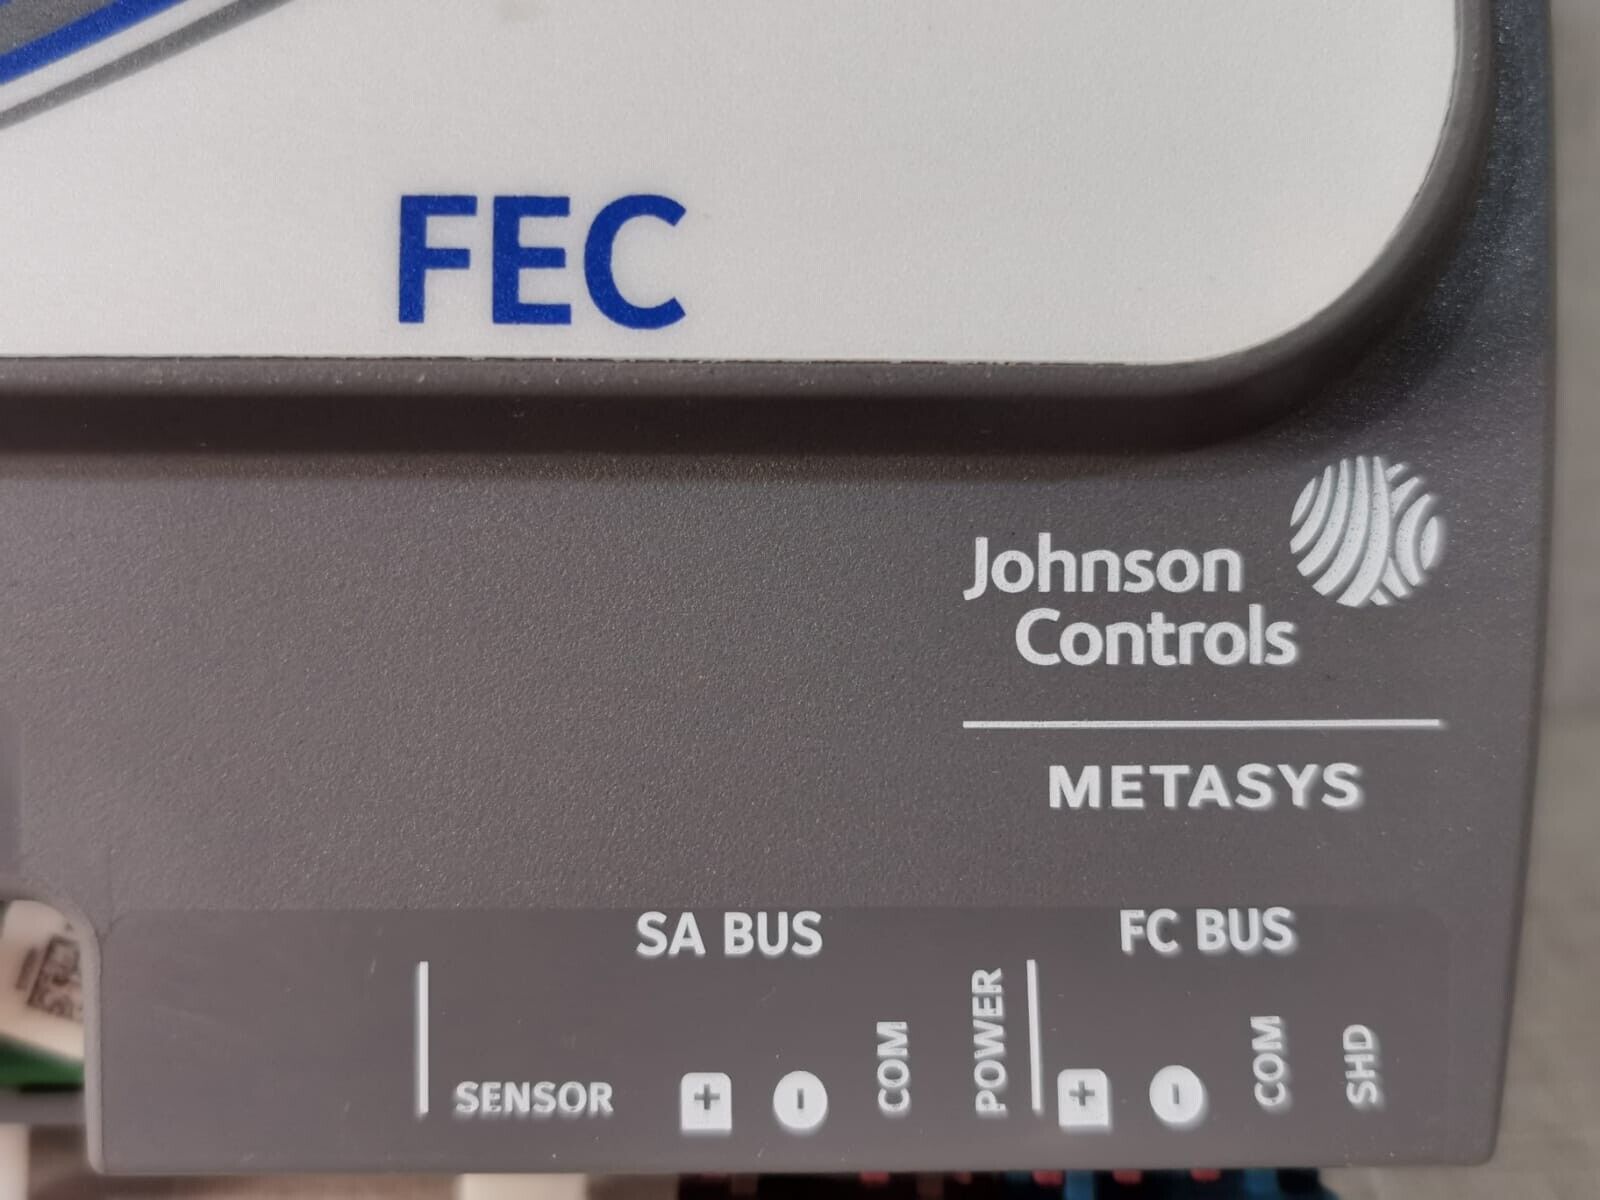 FEC
Johnson
Controls
METASYS
SA BUS
FC BUS
SENSOR
+
-
COM
POWER
+
-
COM
SHD